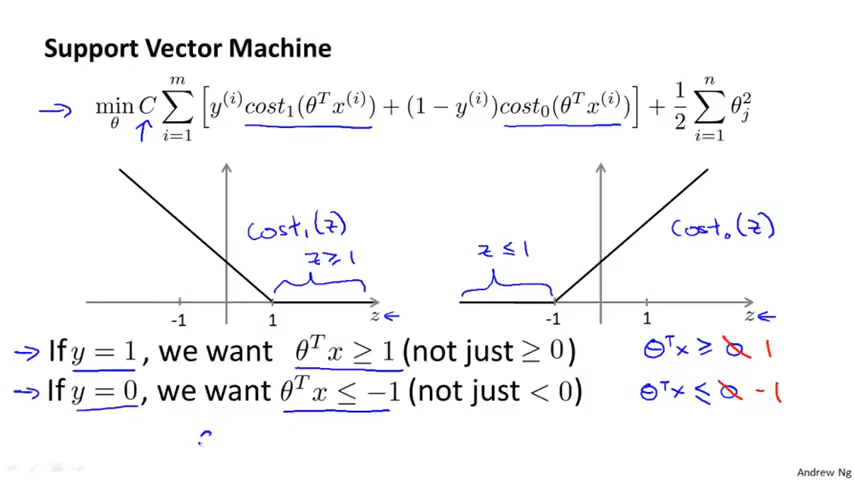 Support Vector Machine
→ min_θ C ∑_{i=1}^{m} [y^{(i)} cost₁(θᵀx^{(i)}) + (1 − y^{(i)}) cost₀(θᵀx^{(i)})] + 1/2 ∑_{i=1}^{n} θ_j²
cost₁(z)
z ≥ 1
-1 1 z ←
cost₀(z)
z ≤ 1
-1 1 z ←
→ If y = 1, we want θᵀx ≥ 1 (not just ≥ 0) θᵀx ≥ 0 1
→ If y = 0, we want θᵀx ≤ −1 (not just < 0) θᵀx ≤ 0 -1
Andrew Ng